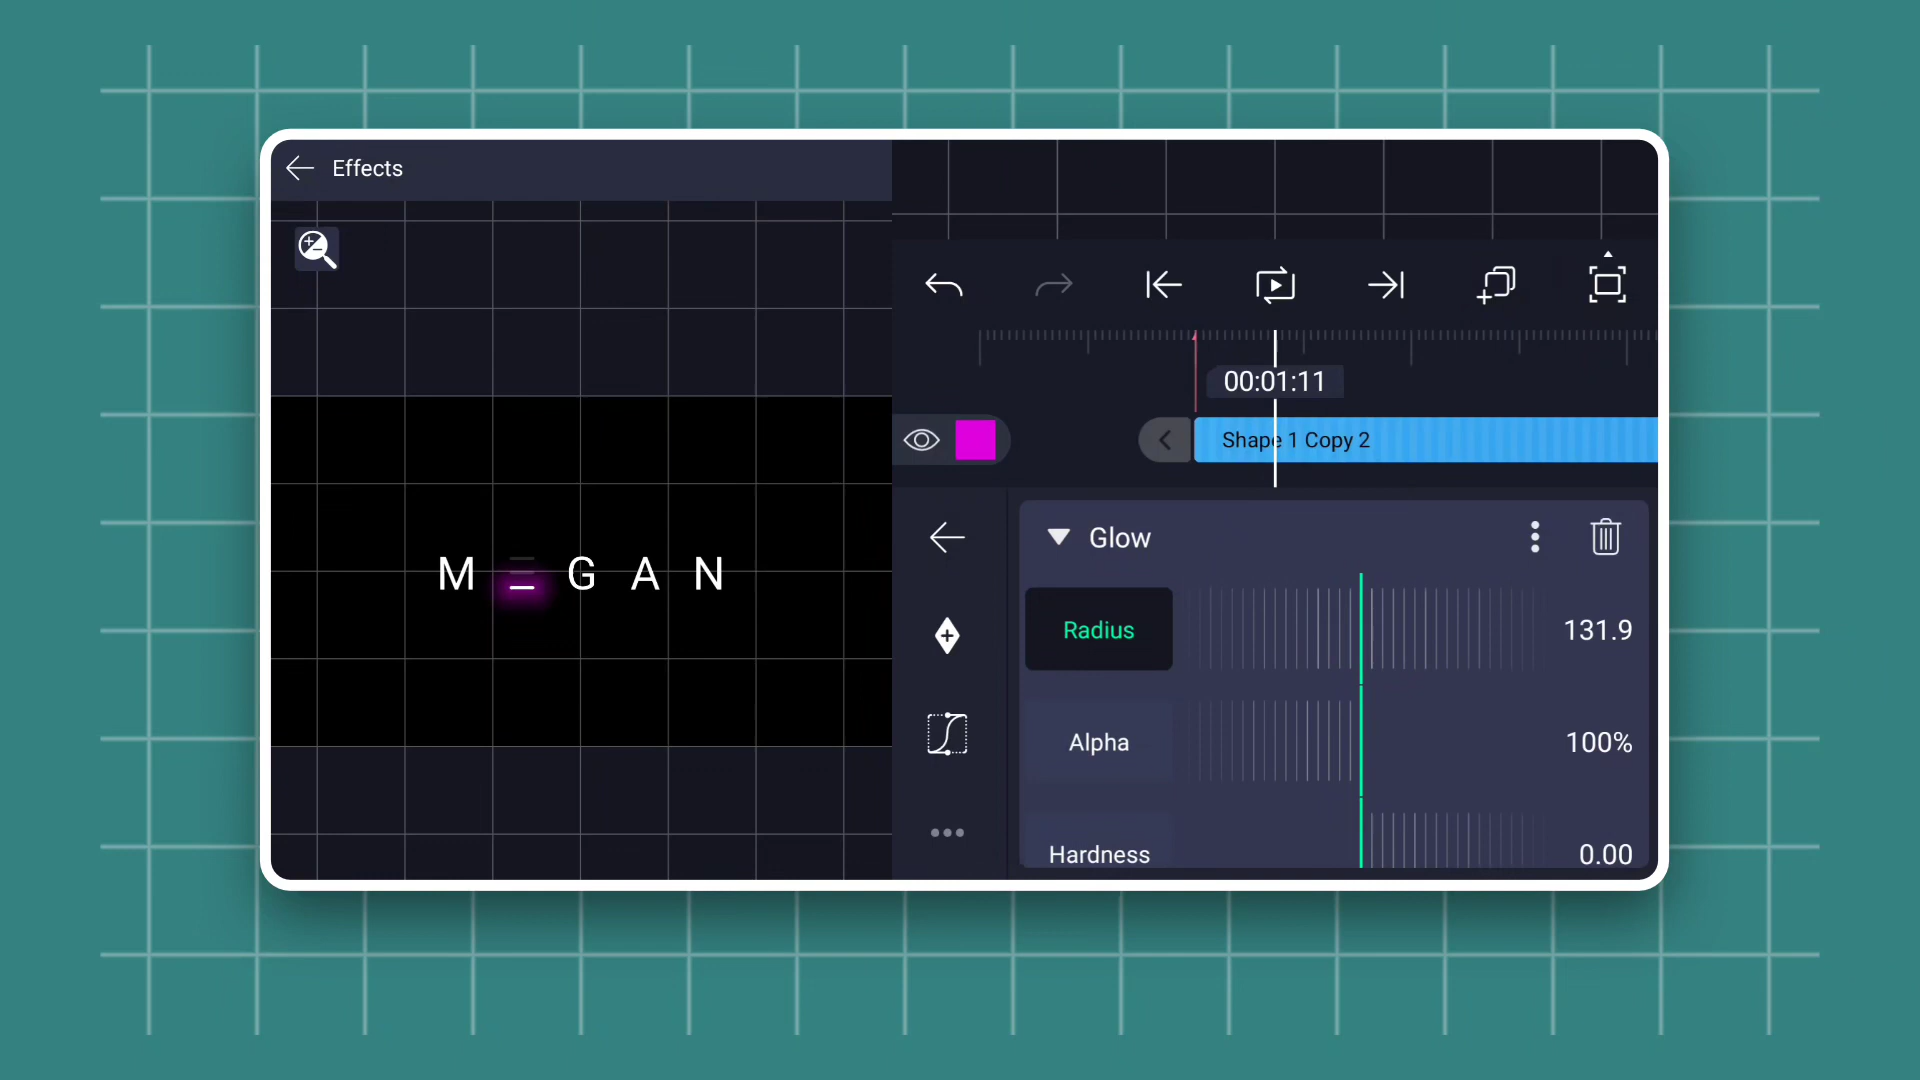 Effects
M Ξ G A N
00:01:11
Shape 1 Copy 2
Glow
Radius
131.9
Alpha
100%
Hardness
0.00